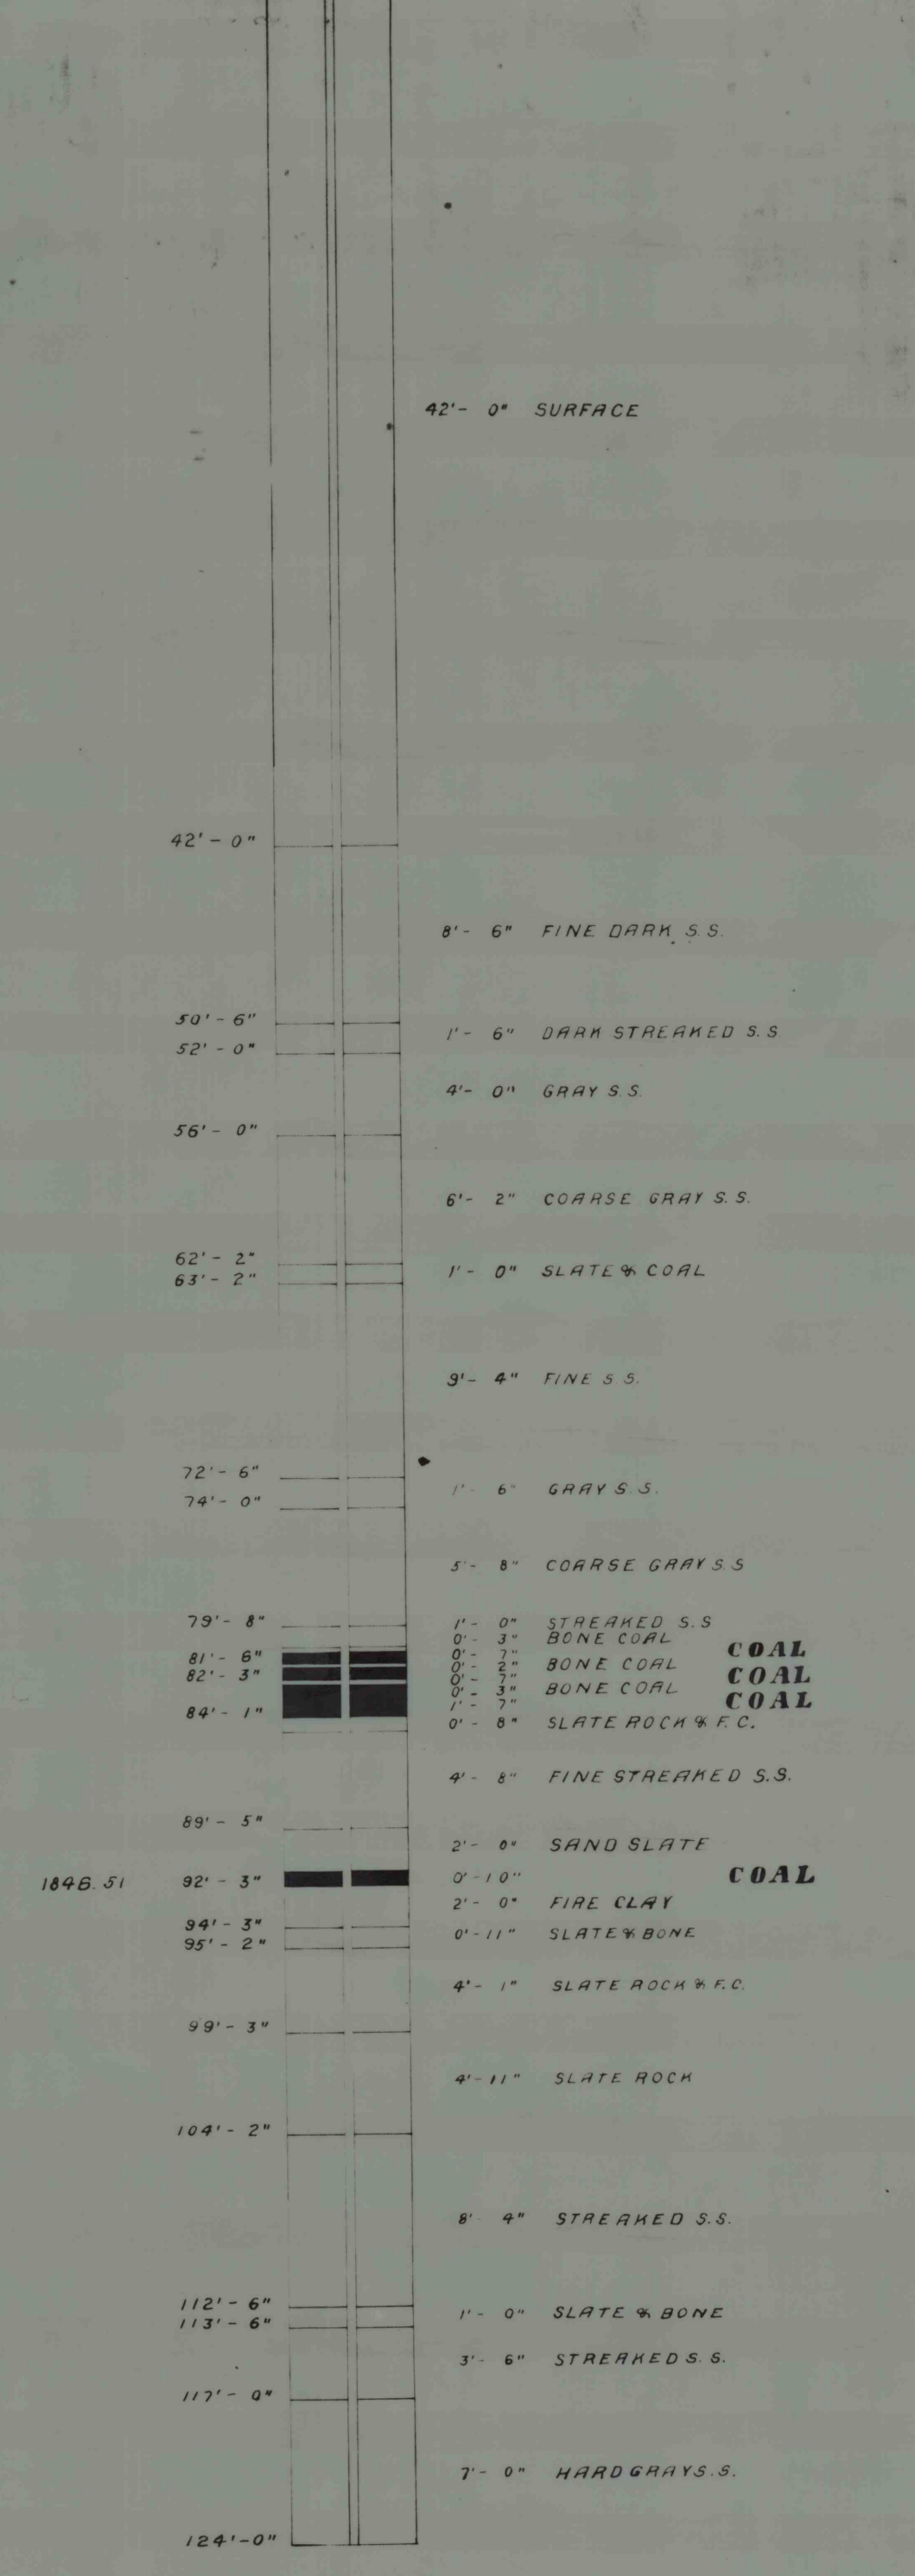 42'- 0" SURFACE
42'- 0"
8'- 6" FINE DARK S.S.
50'- 6"
1'- 6" DARK STREAKED S.S.
52'- 0"
4'- 0" GRAY S.S.
56'- 0"
6'- 2" COARSE GRAY S.S.
62'- 2"
1'- 0" SLATE & COAL
63'- 2"
9'- 4" FINE S.S.
72'- 6"
1'- 6" GRAY S.S.
74'- 0"
5'- 8" COARSE GRAY S.S
79'- 8"
1'- 0" STREAKED S.S
0'- 3" BONE COAL
0'- 7" COAL
81'- 6"
0'- 2" BONE COAL
0'- 7" COAL
82'- 3"
0'- 3" BONE COAL
1'- 7" COAL
84'- 1"
0'- 8" SLATE ROCK & F.C.
4'- 8" FINE STREAKED S.S.
89'- 5"
2'- 0" SAND SLATE
1846.51 92'- 3" 0'-10" COAL
2'- 0" FIRE CLAY
94'- 3"
0'-11" SLATE & BONE
95'- 2"
4'- 1" SLATE ROCK & F.C.
99'- 3"
4'-11" SLATE ROCK
104'- 2"
8' 4" STREAKED S.S.
112'- 6"
1'- 0" SLATE & BONE
113'- 6"
3'- 6" STREAKED S.S.
117'- 0"
7'- 0" HARD GRAY S.S.
124'-0"